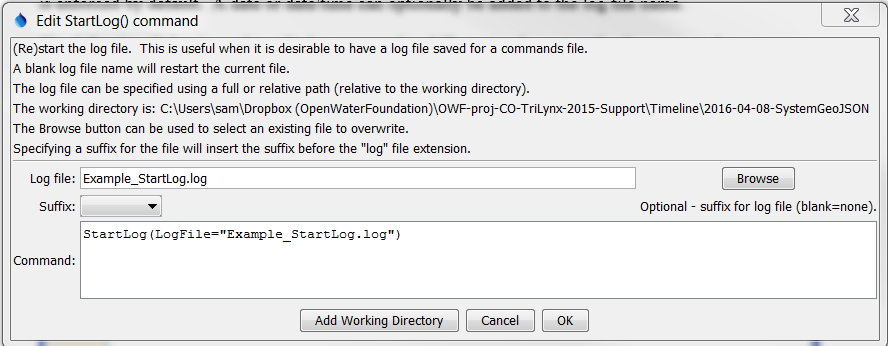 Edit StartLog() command
(Re)start the log file.  This is useful when it is desirable to have a log file saved for a commands file.
A blank log file name will restart the current file.
The log file can be specified using a full or relative path (relative to the working directory).
The working directory is: C:\Users\sam\Dropbox (OpenWaterFoundation)\OWF-proj-CO-TriLynx-2015-Support\Timeline\2016-04-08-SystemGeoJSON
The Browse button can be used to select an existing file to overwrite.
Specifying a suffix for the file will insert the suffix before the "log" file extension.
Log file: Example_StartLog.log Browse
Suffix: Optional - suffix for log file (blank=none).
StartLog(LogFile="Example_StartLog.log")
Command:
Add Working Directory Cancel OK